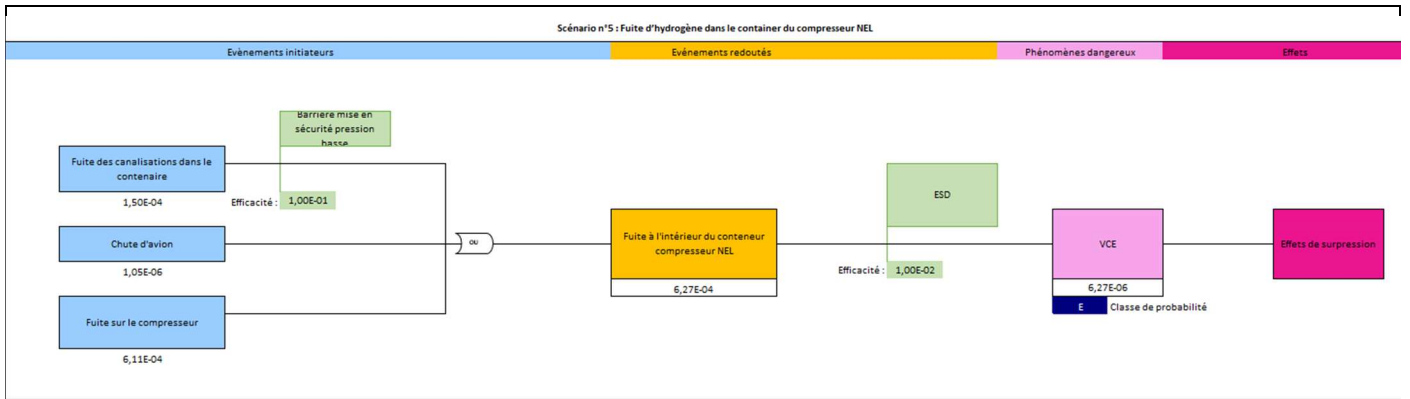 Scénario n°5 : Fuite d'hydrogène dans le container du compresseur NEL
Evènements initiateurs
Evénements redoutés
Phénomènes dangereux
Effets
Barrière mise en
sécurité pression
basse
Fuite des canalisations dans le
contenaire
1,50E-04
Efficacité :
1,00E-01
ESD
Chute d'avion
1,05E-06
ou
Fuite à l'intérieur du conteneur
compresseur NEL
6,27E-04
Efficacité :
1,00E-02
VCE
6,27E-06
E
Classe de probabilité
Effets de surpression
Fuite sur le compresseur
6,11E-04